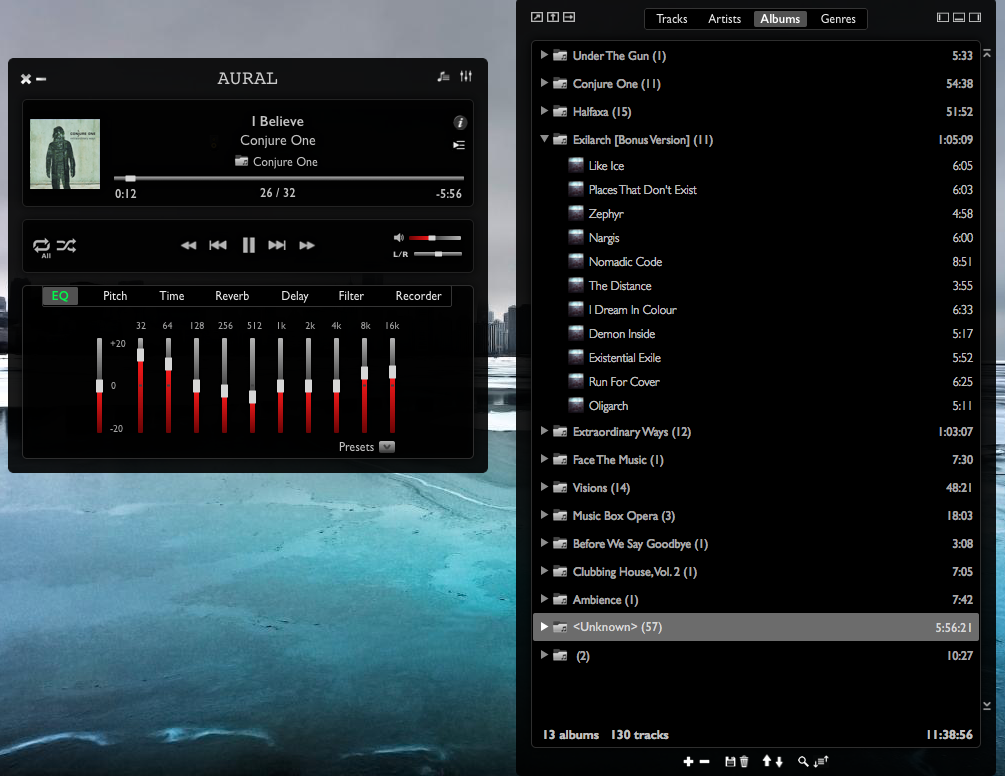 AURAL
I Believe
Conjure One
Conjure One
0:12 26 / 32 -5:56
All
L/R
EQ Pitch Time Reverb Delay Filter Recorder
32 64 128 256 512 1k 2k 4k 8k 16k
+20
0
-20
Presets
Tracks Artists Albums Genres
Under The Gun (1) 5:33
Conjure One (11) 54:38
Halfaxa (15) 51:52
Exilarch [Bonus Version] (11) 1:05:09
Like Ice 6:05
Places That Don't Exist 6:03
Zephyr 4:58
Nargis 6:00
Nomadic Code 8:51
The Distance 3:55
I Dream In Colour 6:33
Demon Inside 5:17
Existential Exile 5:52
Run For Cover 6:25
Oligarch 5:11
Extraordinary Ways (12) 1:03:07
Face The Music (1) 7:30
Visions (14) 48:21
Music Box Opera (3) 18:03
Before We Say Goodbye (1) 3:08
Clubbing House, Vol. 2 (1) 7:05
Ambience (1) 7:42
<Unknown> (57) 5:56:21
(2) 10:27
13 albums 130 tracks 11:38:56